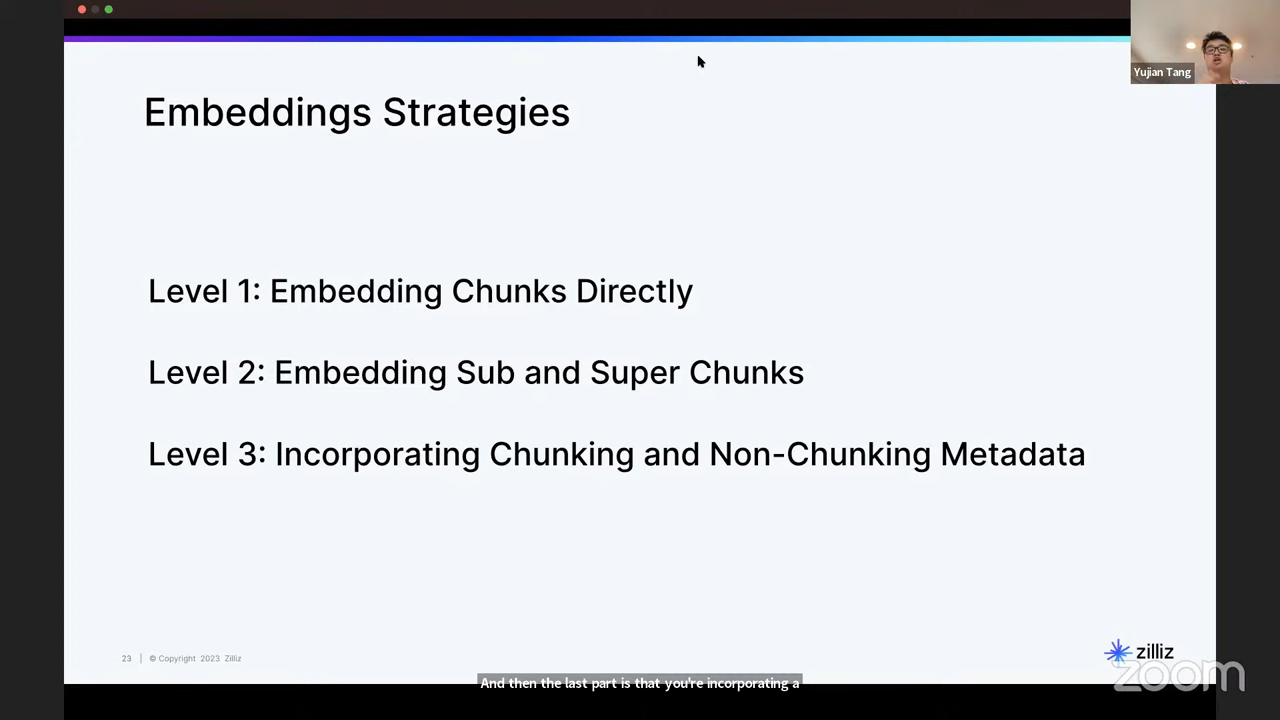 Yujian Tang
Embeddings Strategies
Level 1: Embedding Chunks Directly
Level 2: Embedding Sub and Super Chunks
Level 3: Incorporating Chunking and Non-Chunking Metadata
23 | © Copyright 2023 Zilliz
zilliz
zoom
And then the last part is that you're incorporating a